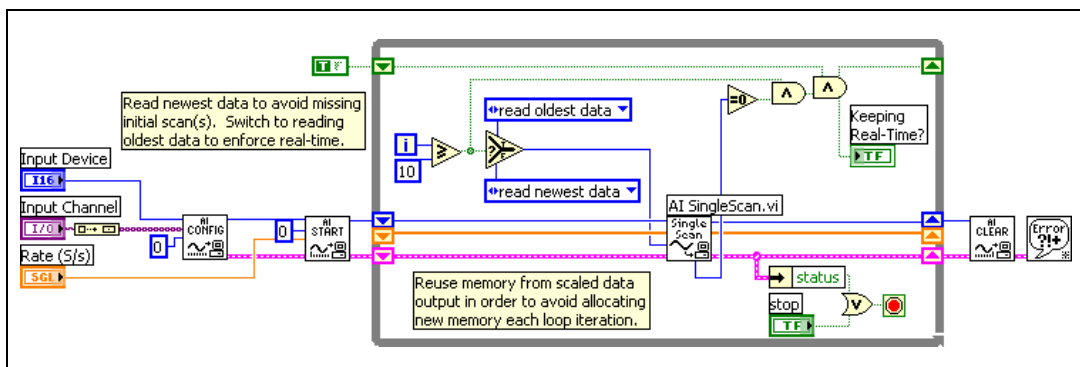 T F
Read newest data to avoid missing
initial scan(s).  Switch to reading
oldest data to enforce real-time.
read oldest data
=0
Λ
Λ
Keeping
Real-Time?
TF
i
10
≥
?
read newest data
Input Device
I16
Input Channel
I/O
Rate (S/s)
SGL
0
AI
CONFIG
0
AI
START
AI SingleScan.vi
Single
Scan
AI
CLEAR
Error
?!+
Reuse memory from scaled data
output in order to avoid allocating
new memory each loop iteration.
status
stop
TF
V